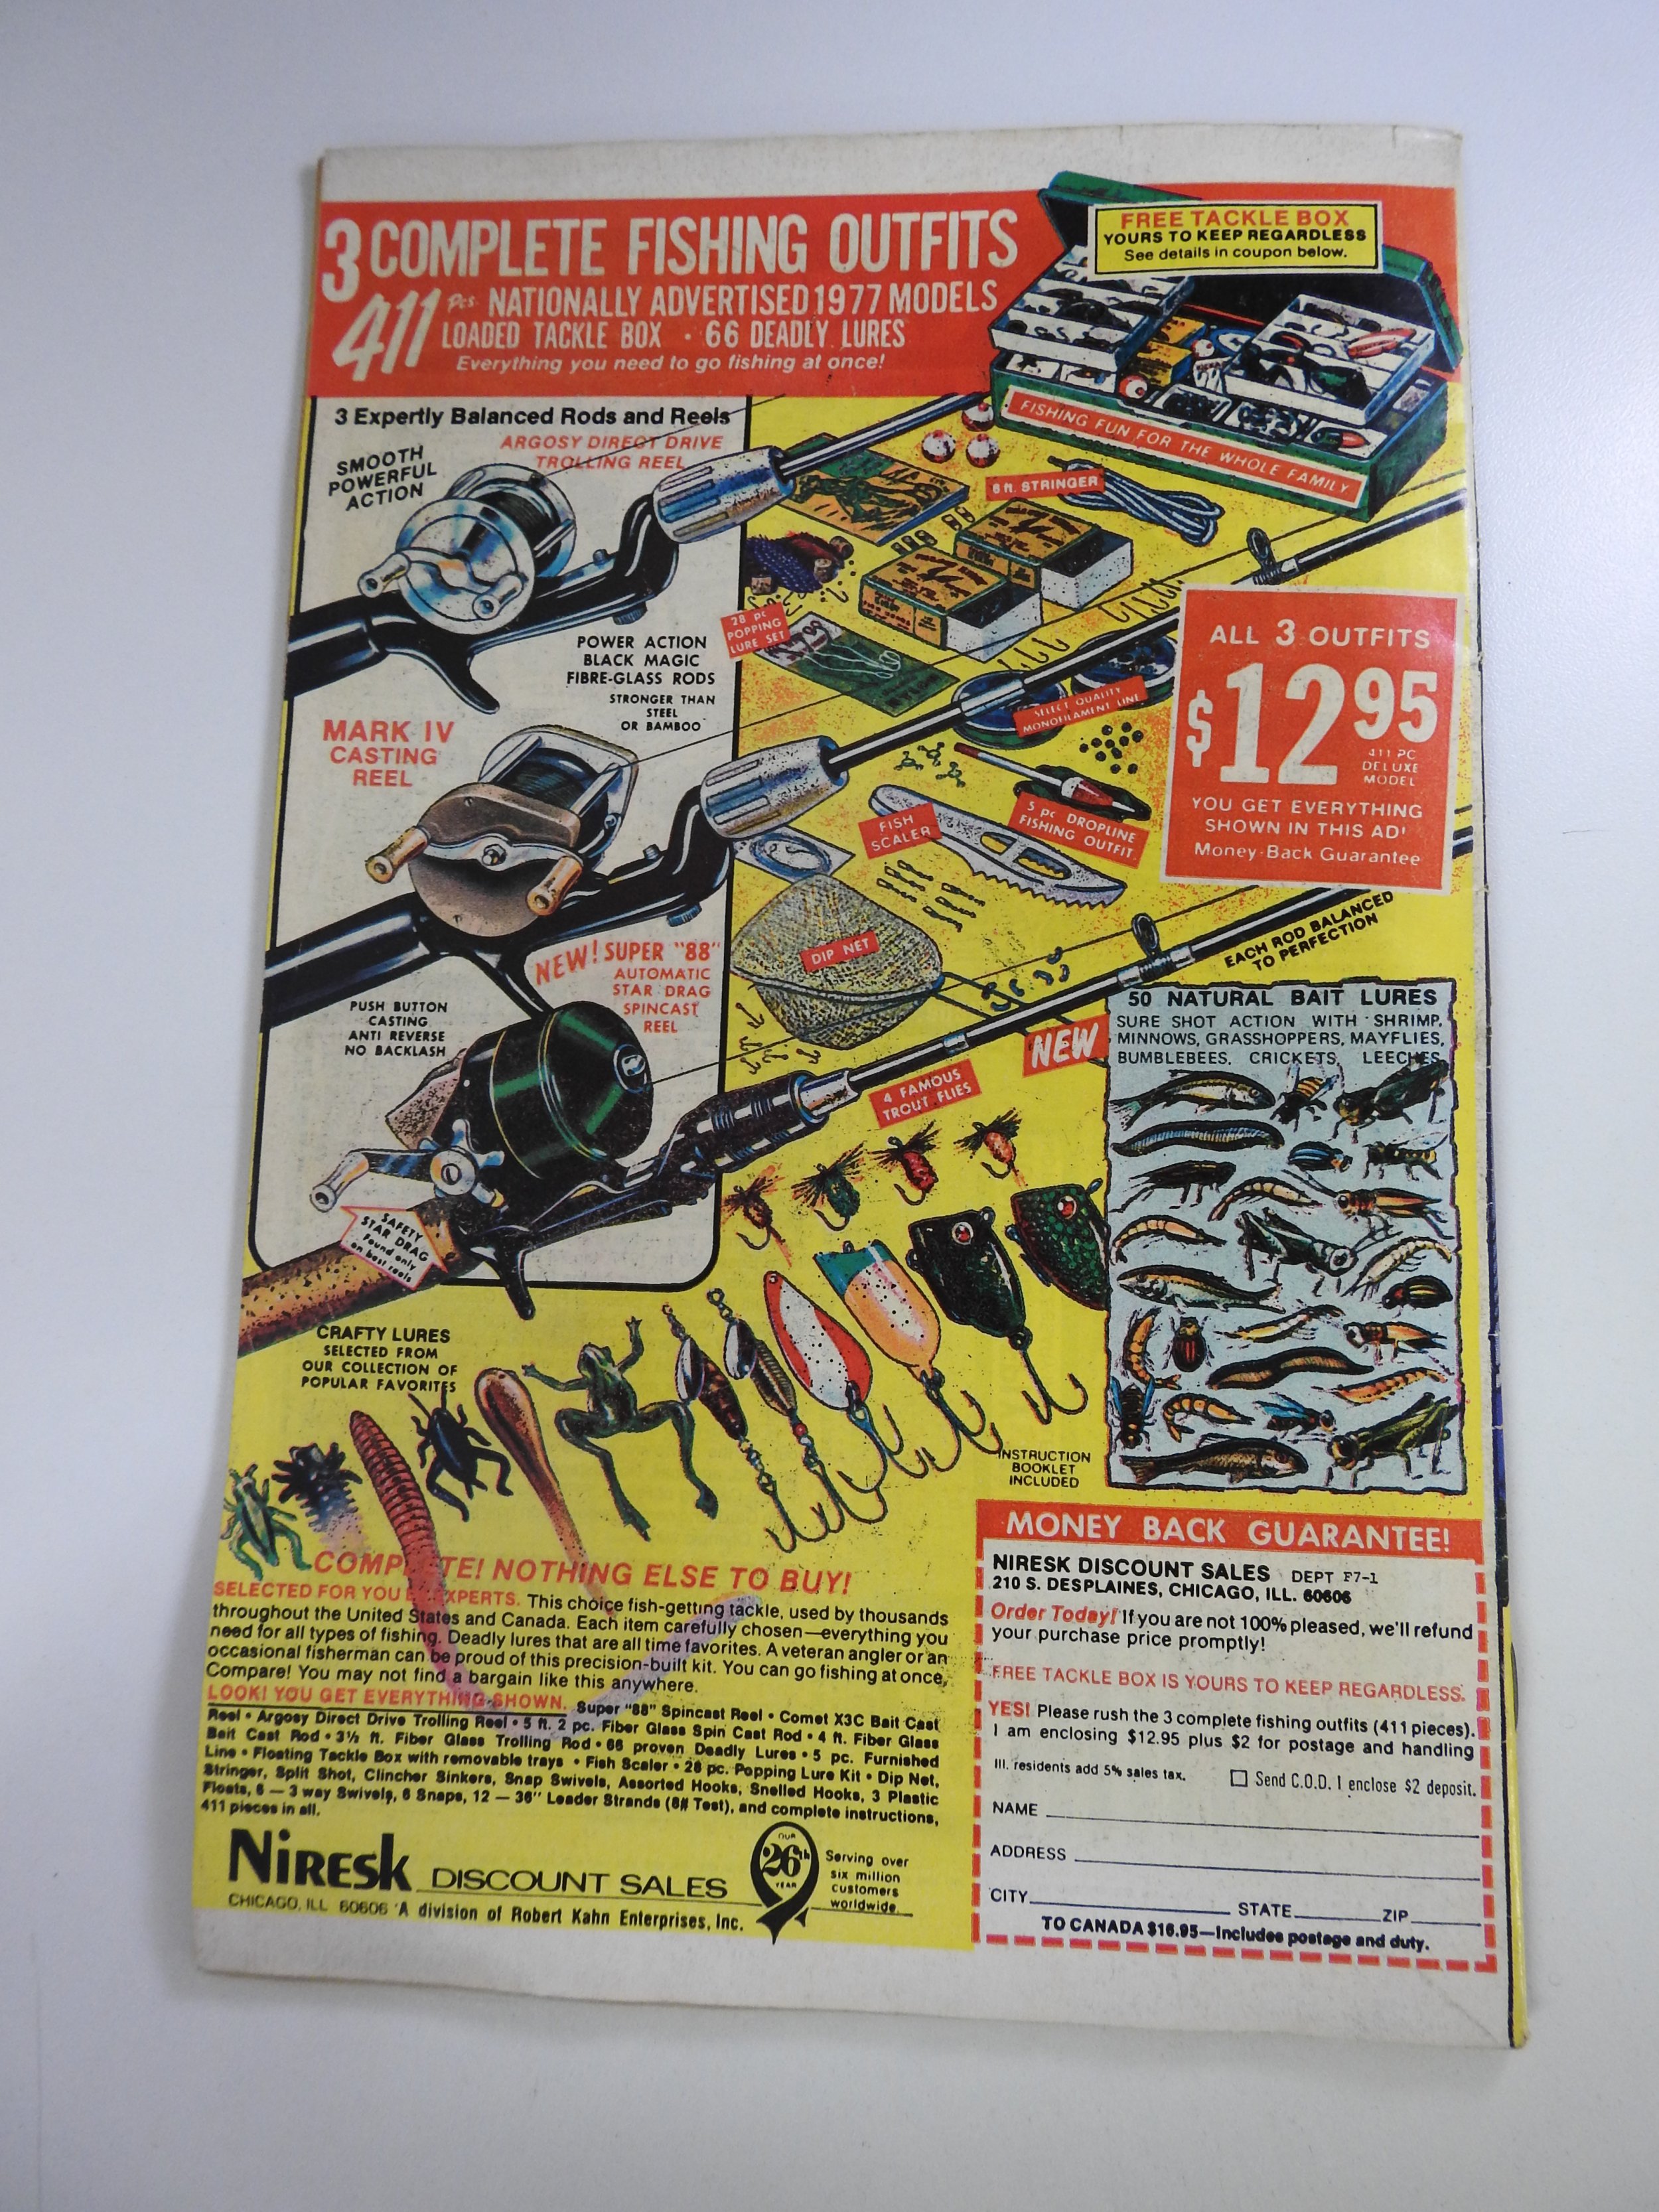 3 COMPLETE FISHING OUTFITS
411 Pcs. NATIONALLY ADVERTISED 1977 MODELS
LOADED TACKLE BOX • 66 DEADLY LURES
Everything you need to go fishing at once!
FREE TACKLE BOX
YOURS TO KEEP REGARDLESS
See details in coupon below.
FISHING FUN FOR THE WHOLE FAMILY
3 Expertly Balanced Rods and Reels
ARGOSY DIRECT DRIVE
TROLLING REEL
SMOOTH
POWERFUL
ACTION
6 ft. STRINGER
28 pc
POPPING
LURE SET
POWER ACTION
BLACK MAGIC
FIBRE-GLASS RODS
STRONGER THAN
STEEL
OR BAMBOO
SELECT QUALITY
MONOFILAMENT LINE
ALL 3 OUTFITS
$12 95
411 PC
DELUXE
MODEL
YOU GET EVERYTHING
SHOWN IN THIS AD!
Money-Back Guarantee
MARK IV
CASTING
REEL
FISH
SCALER
5 pc DROPLINE
FISHING OUTFIT
DIP NET
EACH ROD BALANCED
TO PERFECTION
NEW! SUPER "88"
AUTOMATIC
STAR DRAG
SPINCAST
REEL
PUSH BUTTON
CASTING
ANTI REVERSE
NO BACKLASH
NEW
50 NATURAL BAIT LURES
SURE SHOT ACTION WITH SHRIMP,
MINNOWS, GRASSHOPPERS, MAYFLIES,
BUMBLEBEES, CRICKETS, LEECHES
4 FAMOUS
TROUT FLIES
SAFETY
STAR DRAG
Found only
on best reels
CRAFTY LURES
SELECTED FROM
OUR COLLECTION OF
POPULAR FAVORITES
INSTRUCTION
BOOKLET
INCLUDED
COMPLETE! NOTHING ELSE TO BUY!
SELECTED FOR YOU EXPERTS. This choice fish-getting tackle, used by thousands
throughout the United States and Canada. Each item carefully chosen—everything you
need for all types of fishing. Deadly lures that are all time favorites. A veteran angler or an
occasional fisherman can be proud of this precision-built kit. You can go fishing at once,
Compare! You may not find a bargain like this anywhere.
LOOK! YOU GET EVERYTHING SHOWN. Super "88" Spincast Reel • Comet X3C Bait Cast
Reel • Argosy Direct Drive Trolling Reel • 5 ft. 2 pc. Fiber Glass Spin Cast Rod • 4 ft. Fiber Glass
Bait Cast Rod • 3½ ft. Fiber Glass Trolling Rod • 66 proven Deadly Lures • 5 pc. Furnished
Line • Floating Tackle Box with removable trays • Fish Scaler • 28 pc. Popping Lure Kit • Dip Net,
Stringer, Split Shot, Clincher Sinkers, Snap Swivels, Assorted Hooks, Snelled Hooks, 3 Plastic
Floats, 6 — 3 way Swivels, 6 Snaps, 12 — 36" Leader Strands (8# Test), and complete instructions,
411 pieces in all.
NIRESK DISCOUNT SALES
CHICAGO, ILL 60606 A division of Robert Kahn Enterprises, Inc.
OUR
26th
YEAR
Serving over
six million
customers
worldwide.
MONEY BACK GUARANTEE!
NIRESK DISCOUNT SALES DEPT F7-1
210 S. DESPLAINES, CHICAGO, ILL. 60606
Order Today! If you are not 100% pleased, we'll refund
your purchase price promptly!
FREE TACKLE BOX IS YOURS TO KEEP REGARDLESS.
YES! Please rush the 3 complete fishing outfits (411 pieces).
I am enclosing $12.95 plus $2 for postage and handling
Ill. residents add 5% sales tax. Send C.O.D. I enclose $2 deposit.
NAME
ADDRESS
CITY STATE ZIP
TO CANADA $16.95—Includes postage and duty.